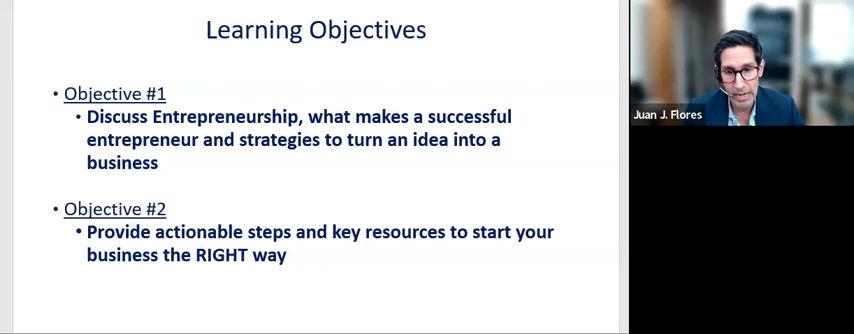 Learning Objectives
• Objective #1
• Discuss Entrepreneurship, what makes a successful
entrepreneur and strategies to turn an idea into a
business
• Objective #2
• Provide actionable steps and key resources to start your
business the RIGHT way
Juan J. Flores